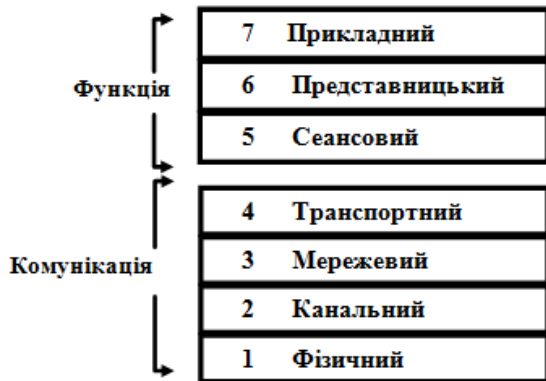 7 Прикладний
Функція
6 Представницький
5 Сеансовий
4 Транспортний
Комунікація
3 Мережевий
2 Канальний
1 Фізичний